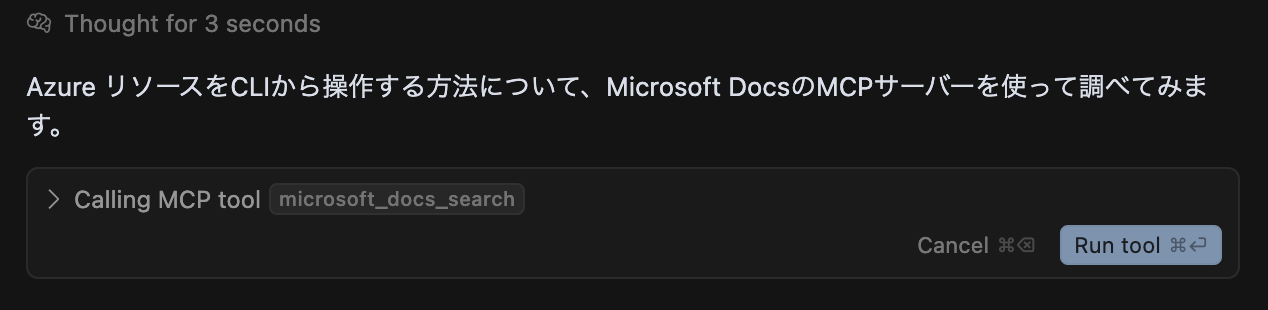 Thought for 3 seconds
Azure リソースをCLIから操作する方法について、Microsoft DocsのMCPサーバーを使って調べてみま
す。
Calling MCP tool microsoft_docs_search
Cancel ⌘⌫ Run tool ⌘⏎